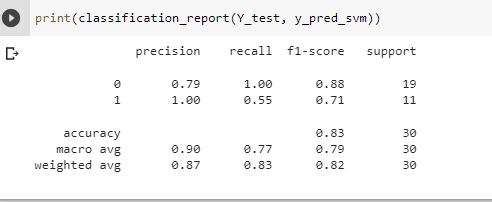 print(classification_report(Y_test, y_pred_svm))
precision recall f1-score support
0 0.79 1.00 0.88 19
1 1.00 0.55 0.71 11
accuracy 0.83 30
macro avg 0.90 0.77 0.79 30
weighted avg 0.87 0.83 0.82 30